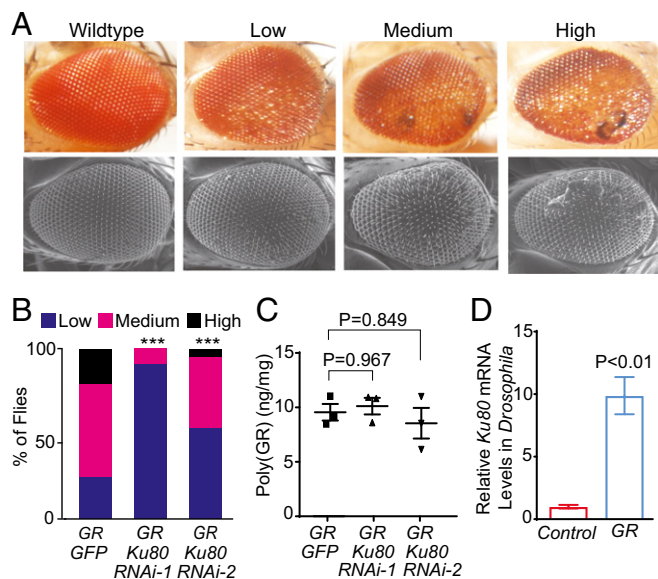 A
Wildtype Low Medium High
B
Low Medium High
*** ***
% of Flies
100
50
0
GR GFP
GR Ku80 RNAi-1
GR Ku80 RNAi-2
C
P=0.849
P=0.967
Poly(GR) (ng/mg)
15
10
5
0
GR GFP
GR Ku80 RNAi-1
GR Ku80 RNAi-2
D
P<0.01
Relative Ku80 mRNA
Levels in Drosophila
15
10
5
0
Control GR